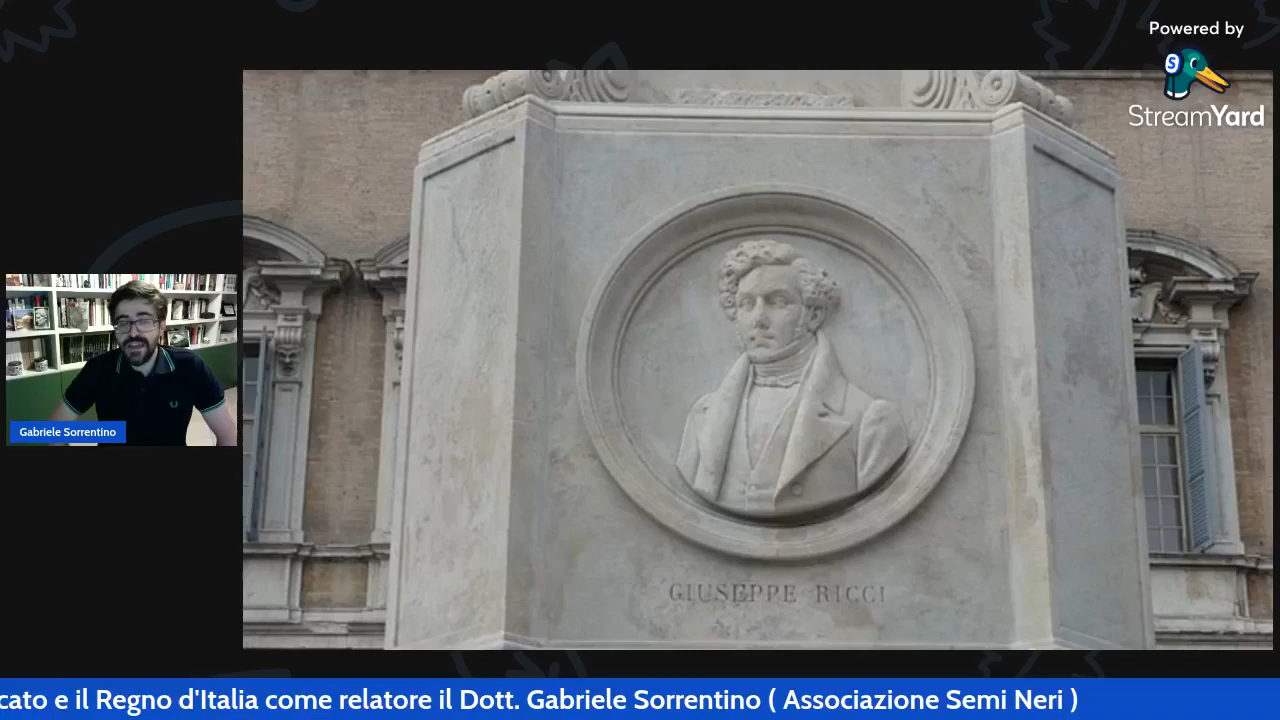 Powered by
StreamYard
Gabriele Sorrentino
GIUSEPPE RICCI
cato e il Regno d'Italia come relatore il Dott. Gabriele Sorrentino ( Associazione Semi Neri )